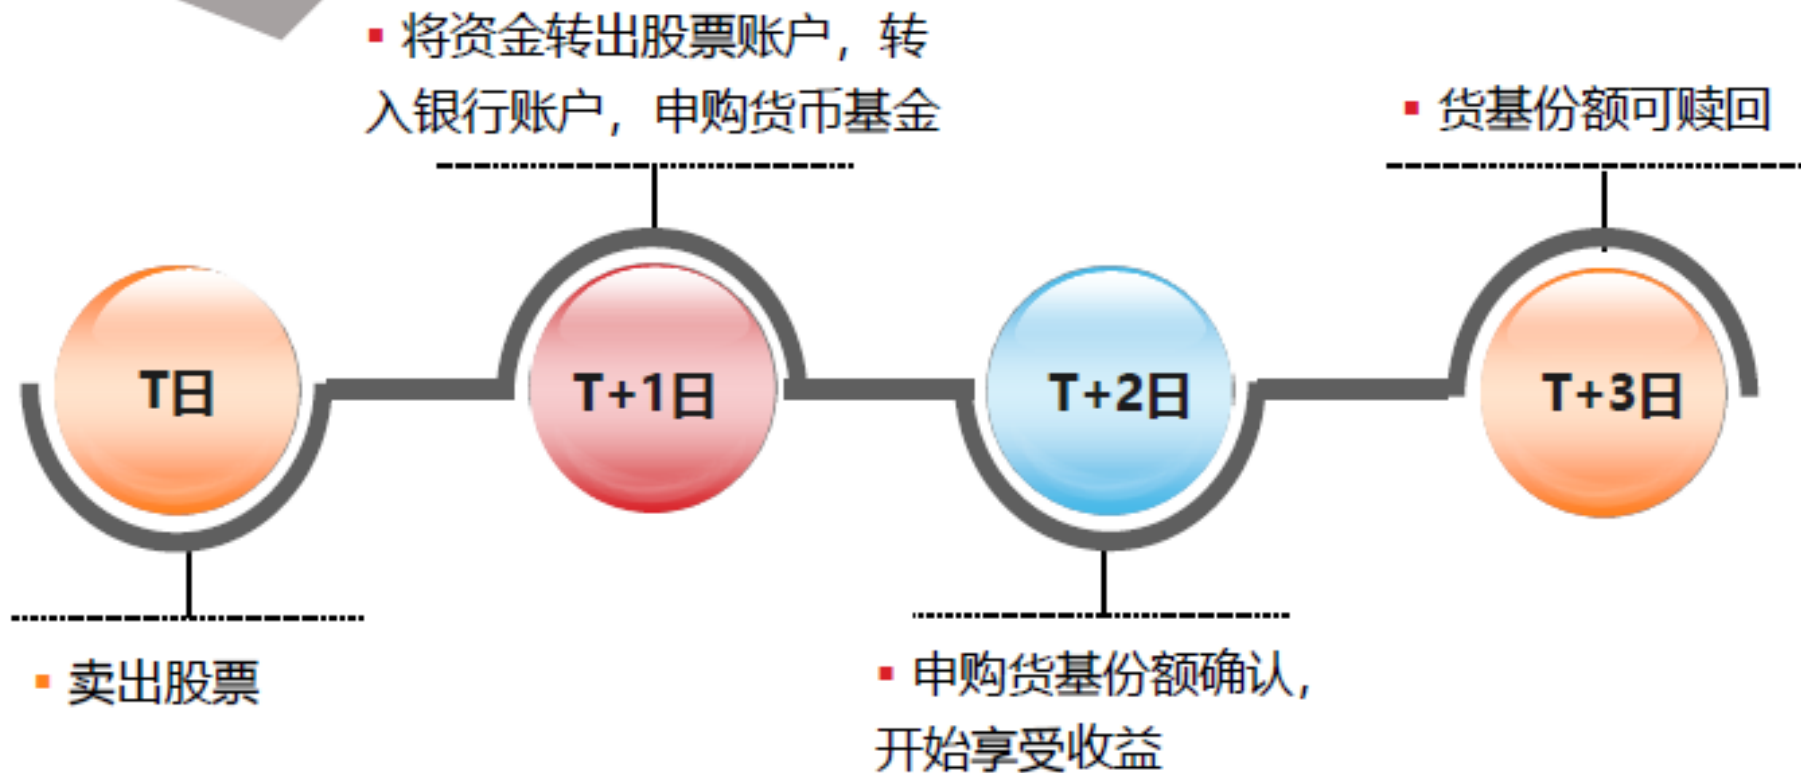 ▪ 将资金转出股票账户，转
入银行账户，申购货币基金
▪ 货基份额可赎回
T日
T+1日
T+2日
T+3日
▪ 卖出股票
▪ 申购货基份额确认，
开始享受收益